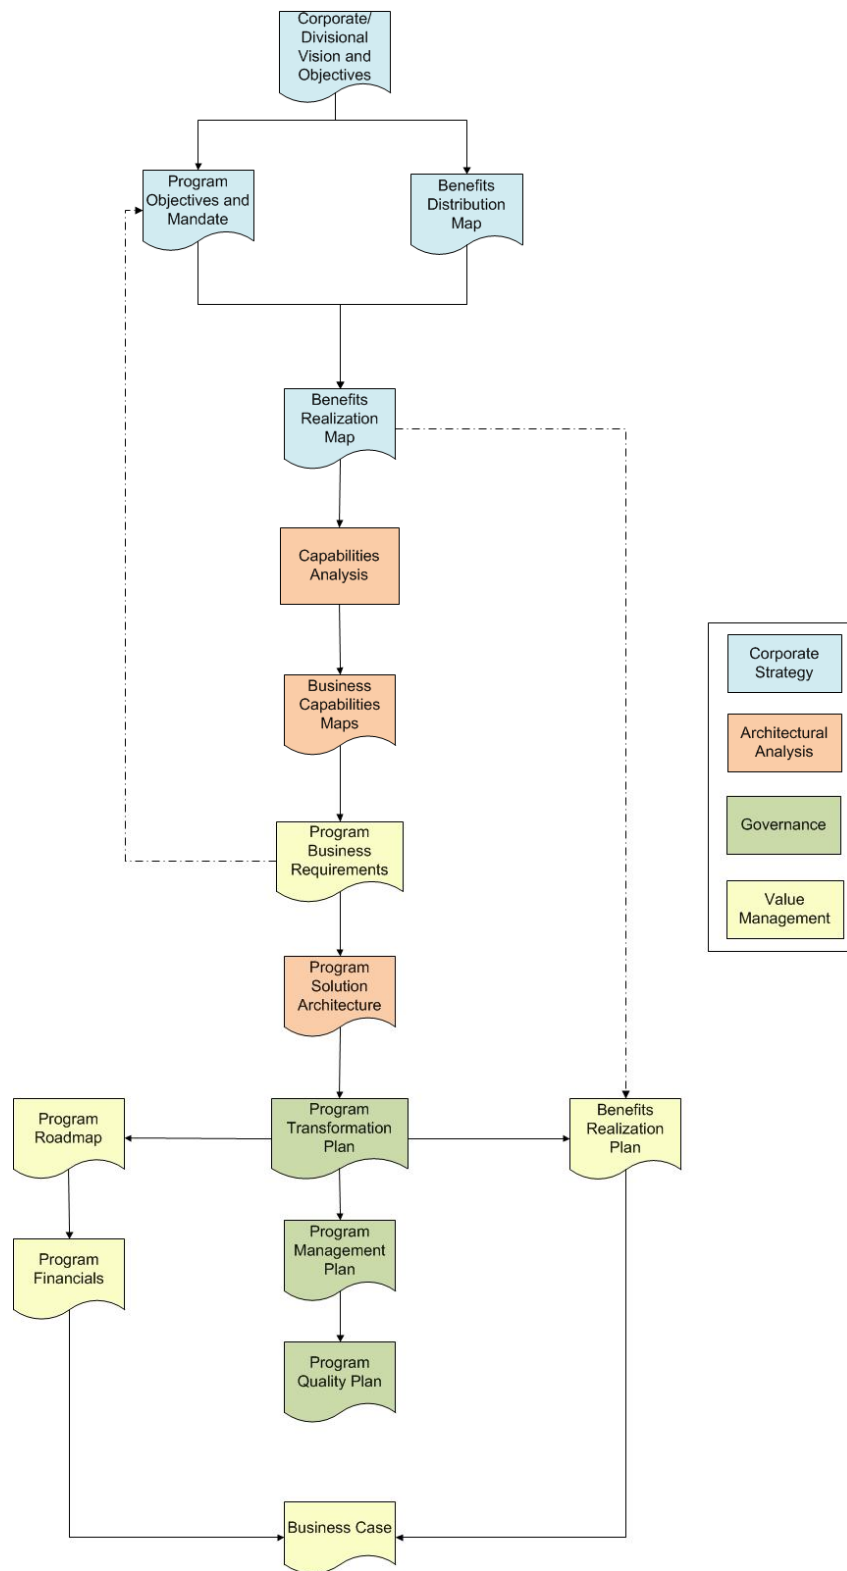 Corporate/
Divisional
Vision and
Objectives
Program
Objectives and
Mandate
Benefits
Distribution
Map
Benefits
Realization
Map
Capabilities
Analysis
Business
Capabilities
Maps
Program
Business
Requirements
Program
Solution
Architecture
Program
Roadmap
Program
Transformation
Plan
Benefits
Realization
Plan
Program
Financials
Program
Management
Plan
Program
Quality Plan
Business Case
Corporate
Strategy
Architectural
Analysis
Governance
Value
Management